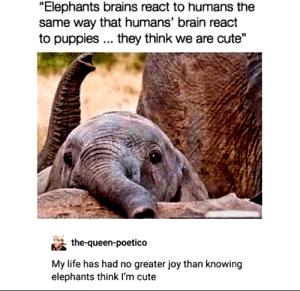 "Elephants brains react to humans the
same way that humans' brain react
to puppies ... they think we are cute"
the-queen-poetico
My life has had no greater joy than knowing
elephants think I'm cute